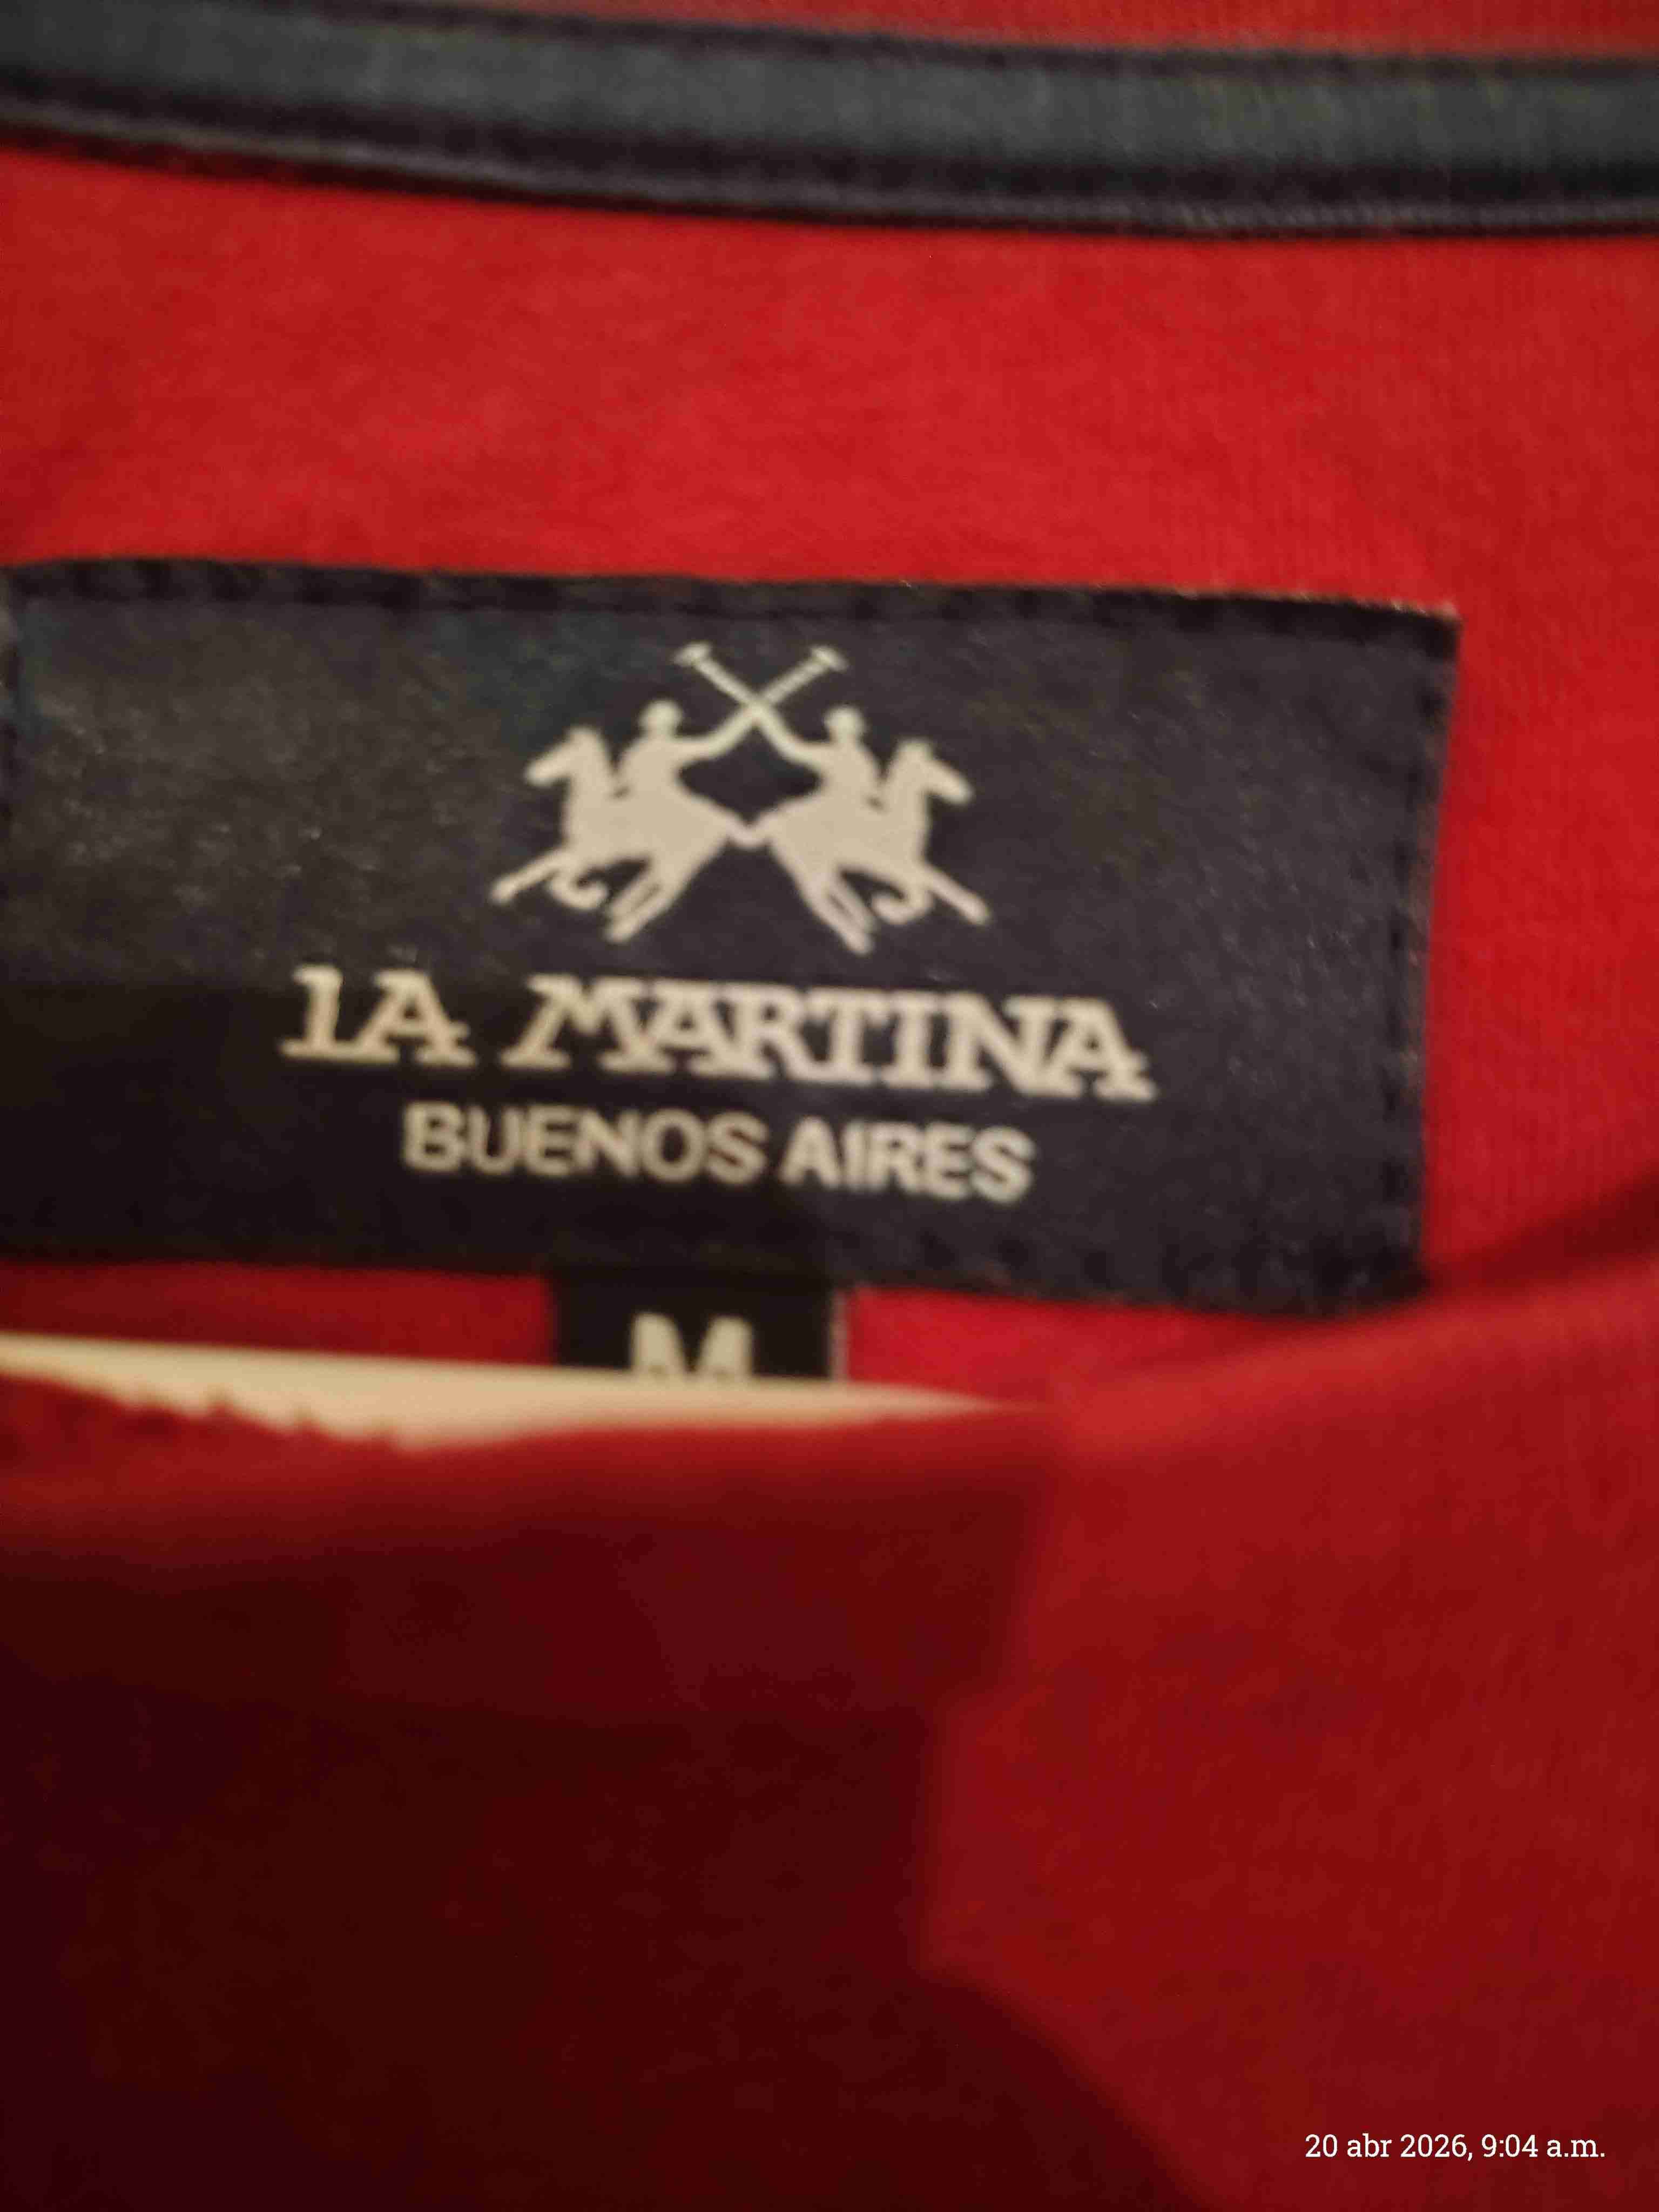 LA MARTINA
BUENOS AIRES
M
20 abr 2026, 9:04 a.m.